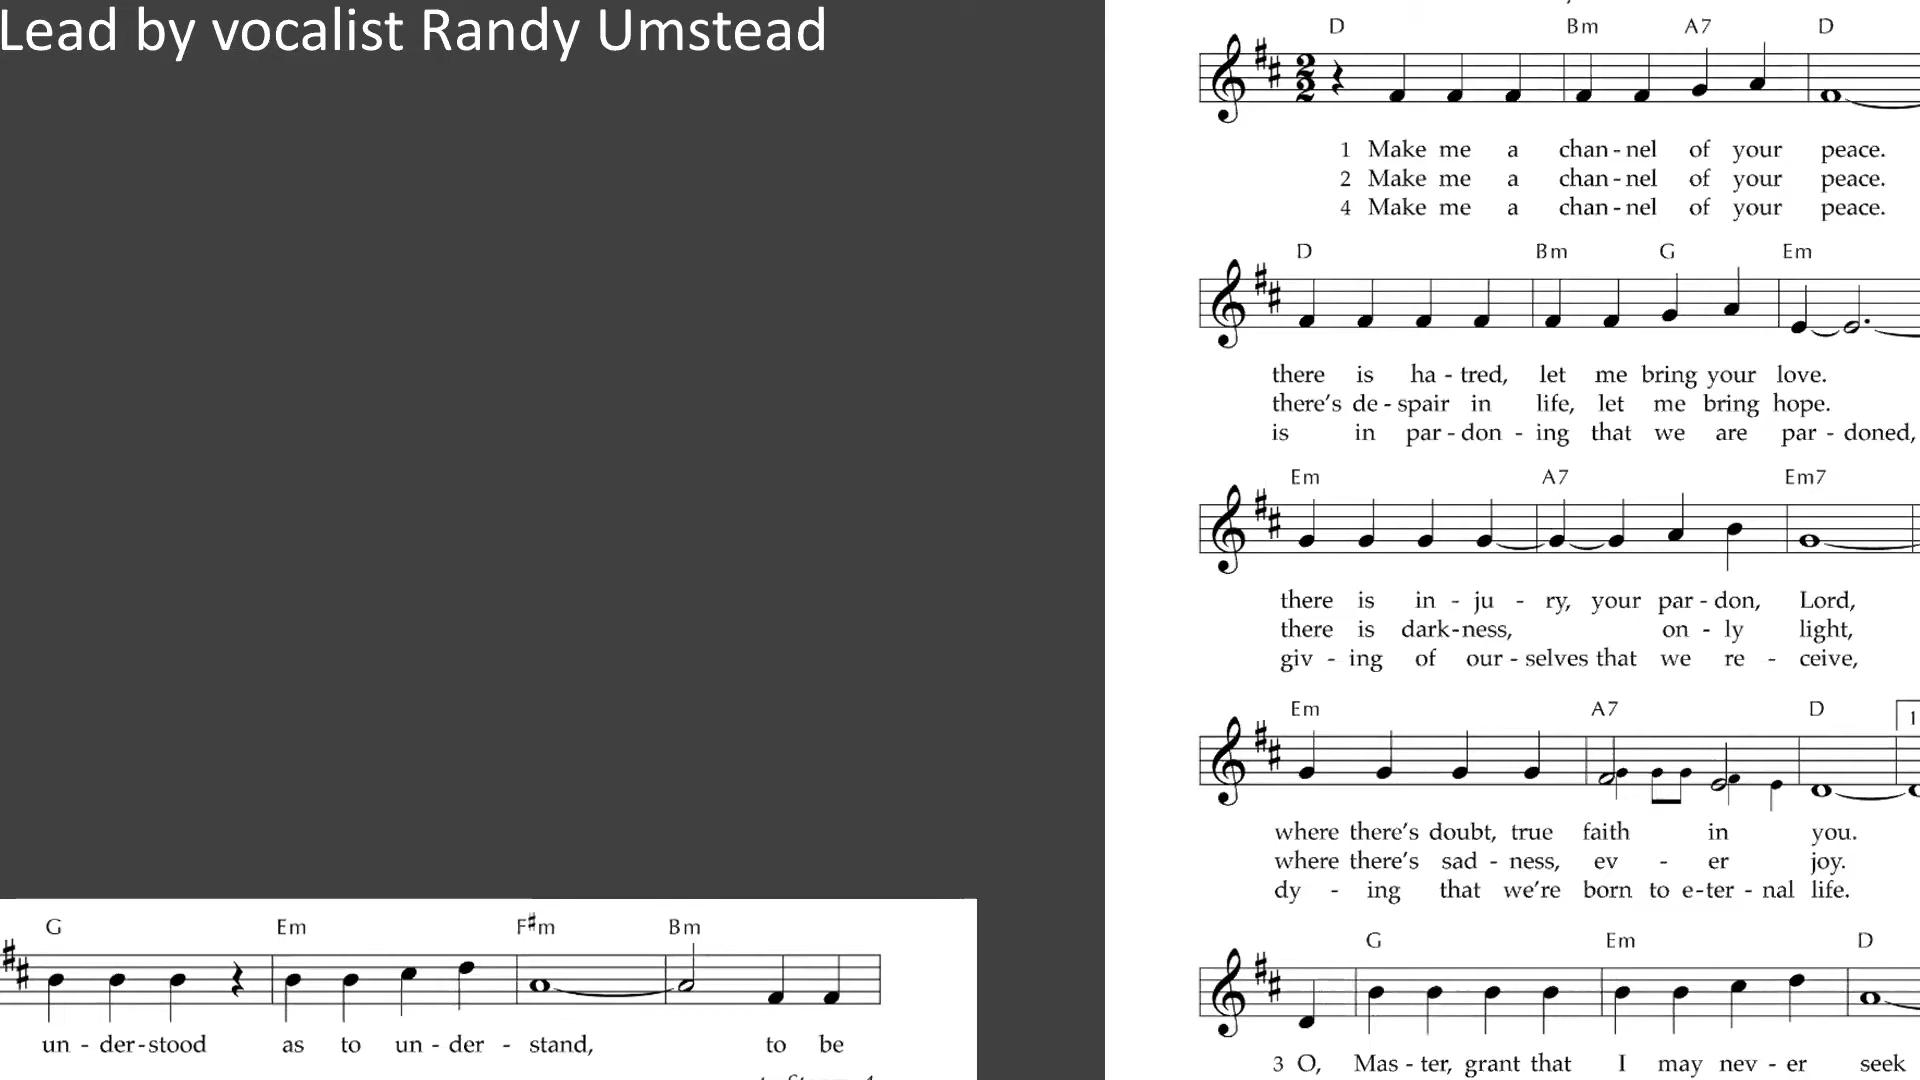 Lead by vocalist Randy Umstead
G Em F#m Bm
un - der - stood as to un - der - stand, to be
D Bm A7 D
2
2
1 Make me a chan - nel of your peace.
2 Make me a chan - nel of your peace.
4 Make me a chan - nel of your peace.
D Bm G Em
there is ha - tred, let me bring your love.
there's de - spair in life, let me bring hope.
is in par - don - ing that we are par - doned,
Em A7 Em7
there is in - ju - ry, your par - don, Lord,
there is dark - ness, on - ly light,
giv - ing of our - selves that we re - ceive,
Em A7 D 1
where there's doubt, true faith in you.
where there's sad - ness, ev - er joy.
dy - ing that we're born to e - ter - nal life.
G Em D
3 O, Mas - ter, grant that I may nev - er seek